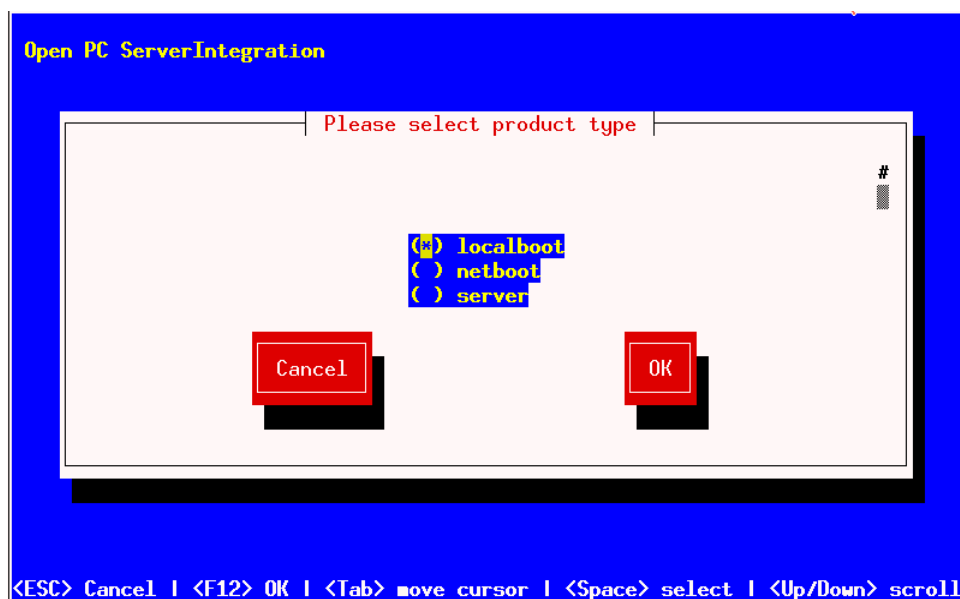 Open PC ServerIntegration
Please select product type
#
(*) localboot
( ) netboot
( ) server
Cancel
OK
<ESC> Cancel | <F12> OK | <Tab> move cursor | <Space> select | <Up/Down> scroll